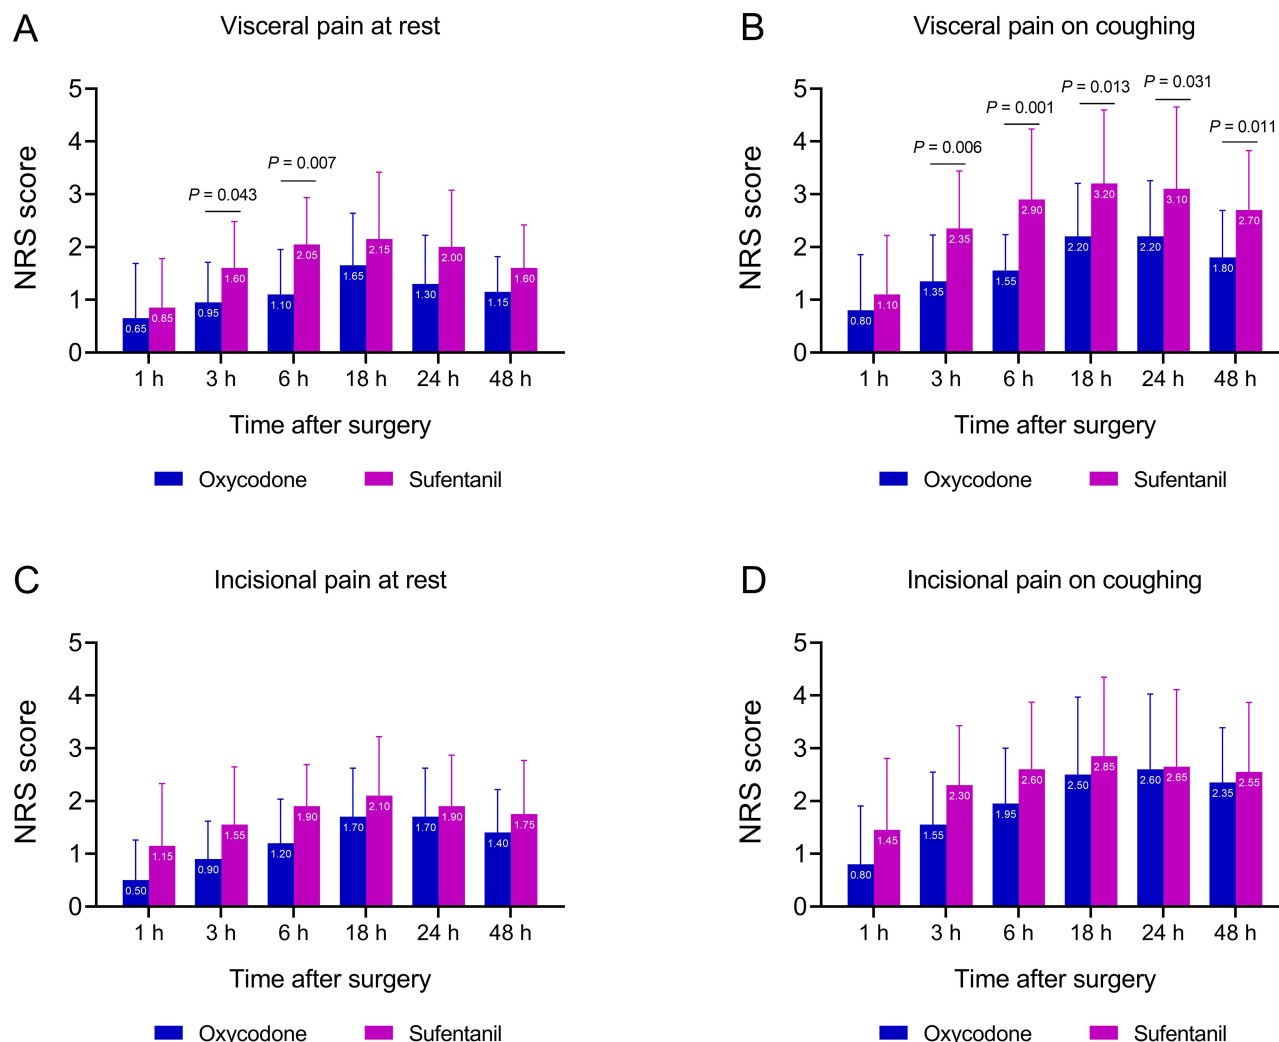 A
Visceral pain at rest
NRS score
5
4
3
2
1
0
P = 0.043
P = 0.007
0.65
0.85
0.95
1.60
1.10
2.05
1.65
2.15
1.30
2.00
1.15
1.60
1 h 3 h 6 h 18 h 24 h 48 h
Time after surgery
Oxycodone Sufentanil
B
Visceral pain on coughing
NRS score
5
4
3
2
1
0
P = 0.006
P = 0.001
P = 0.013
P = 0.031
P = 0.011
0.80
1.10
1.35
2.35
1.55
2.90
2.20
3.20
2.20
3.10
1.80
2.70
1 h 3 h 6 h 18 h 24 h 48 h
Time after surgery
Oxycodone Sufentanil
C
Incisional pain at rest
NRS score
5
4
3
2
1
0
0.50
1.15
0.90
1.55
1.20
1.90
1.70
2.10
1.70
1.90
1.40
1.75
1 h 3 h 6 h 18 h 24 h 48 h
Time after surgery
Oxycodone Sufentanil
D
Incisional pain on coughing
NRS score
5
4
3
2
1
0
0.80
1.45
1.55
2.30
1.95
2.60
2.50
2.85
2.60
2.65
2.35
2.55
1 h 3 h 6 h 18 h 24 h 48 h
Time after surgery
Oxycodone Sufentanil